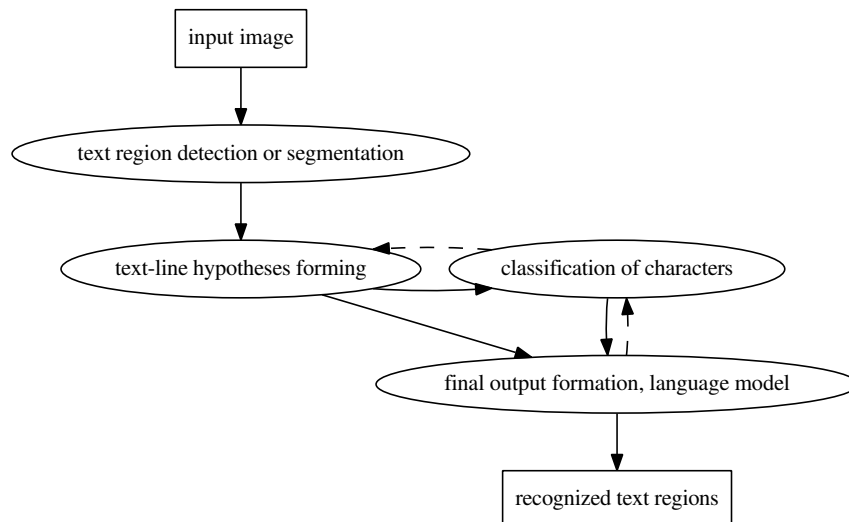 input image
text region detection or segmentation
text-line hypotheses forming
classification of characters
final output formation, language model
recognized text regions